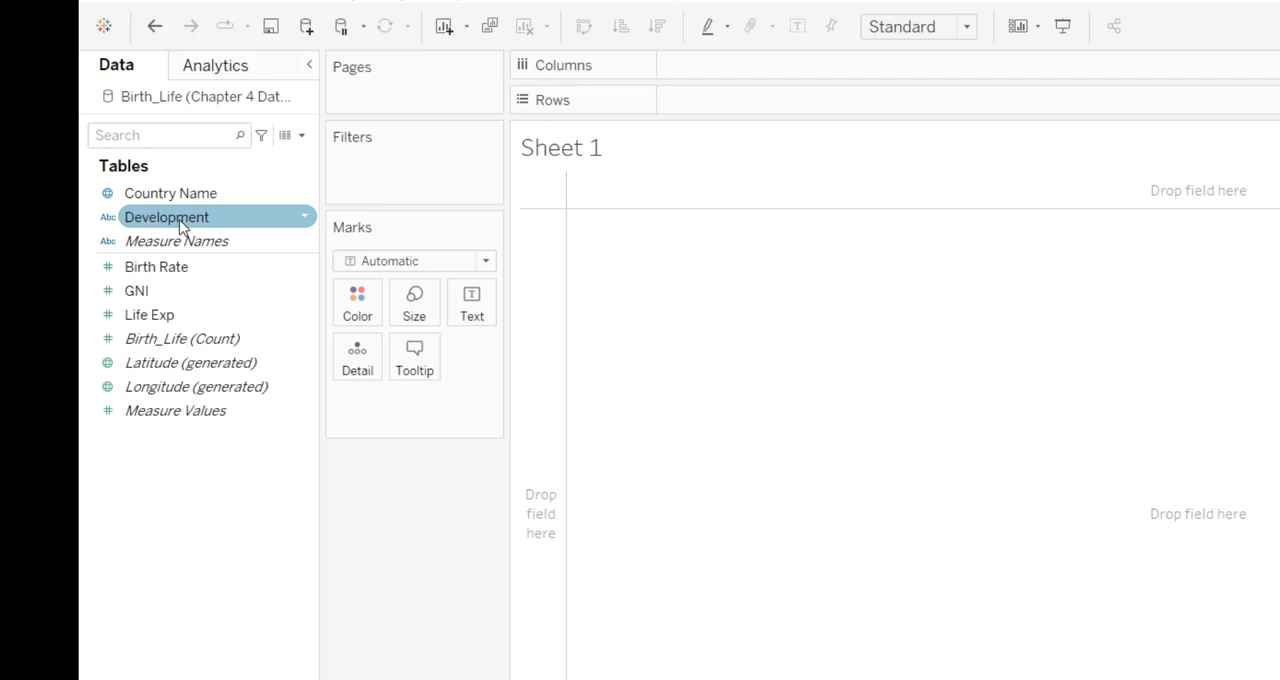 Standard
Data
Analytics
Birth_Life (Chapter 4 Dat...
Search
Tables
Country Name
Abc Development
Abc Measure Names
Birth Rate
GNI
Life Exp
Birth_Life (Count)
Latitude (generated)
Longitude (generated)
Measure Values
Pages
Filters
Marks
Automatic
Color
Size
Text
Detail
Tooltip
Columns
Rows
Sheet 1
Drop field here
Drop
field
here
Drop field here